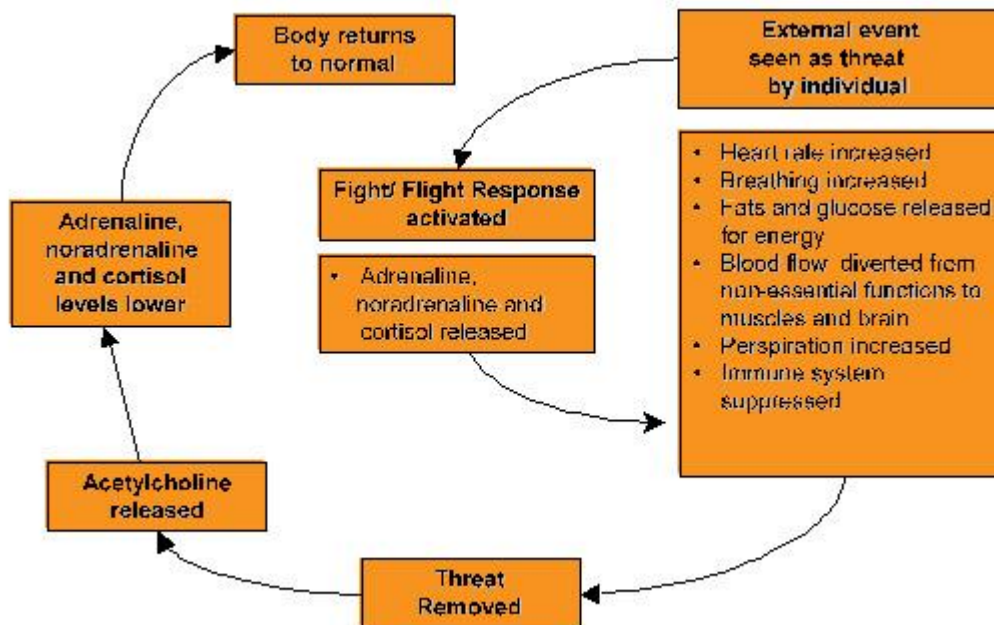 External event
seen as threat
by individual
Fight/ Flight Response
activated
• Adrenaline,
noradrenaline and
cortisol released
• Heart rate increased
• Breathing increased
• Fats and glucose released
for energy
• Blood flow diverted from
non-essential functions to
muscles and brain
• Perspiration increased
• Immune system
suppressed
Threat
Removed
Acetylcholine
released
Adrenaline,
noradrenaline
and cortisol
levels lower
Body returns
to normal